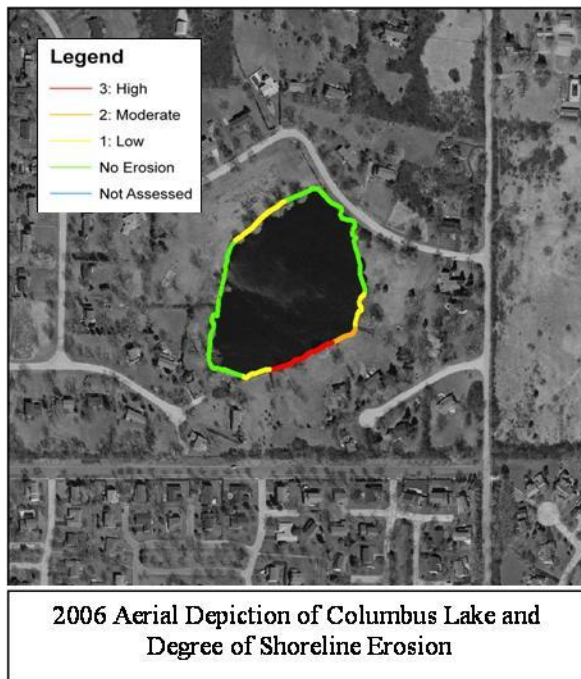 Legend
3: High
2: Moderate
1: Low
No Erosion
Not Assessed
2006 Aerial Depiction of Columbus Lake and
Degree of Shoreline Erosion